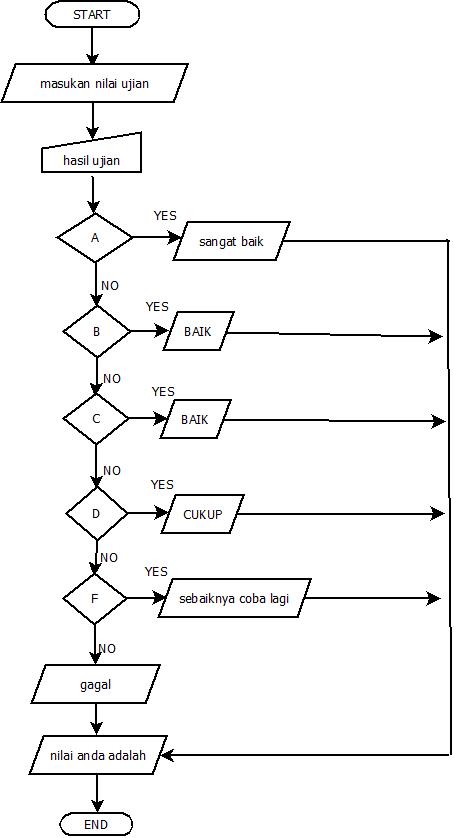 START
masukan nilai ujian
hasil ujian
YES
A
sangat baik
NO
YES
B
BAIK
NO
YES
C
BAIK
NO
YES
D
CUKUP
NO
YES
F
sebaiknya coba lagi
NO
gagal
nilai anda adalah
END